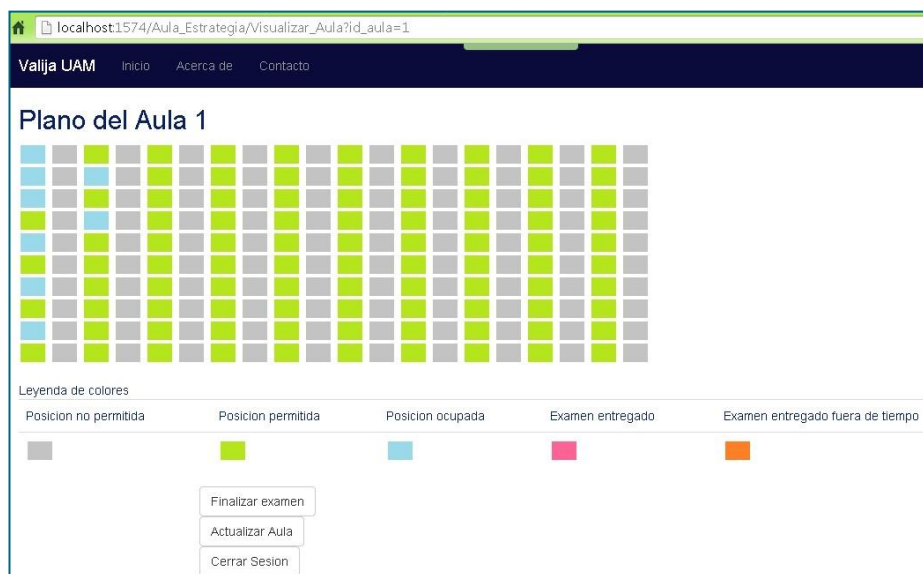 localhost:1574/Aula_Estrategia/Visualizar_Aula?id_aula=1
Valija UAM Inicio Acerca de Contacto
Plano del Aula 1
Leyenda de colores
Posicion no permitida Posicion permitida Posicion ocupada Examen entregado Examen entregado fuera de tiempo
Finalizar examen
Actualizar Aula
Cerrar Sesion